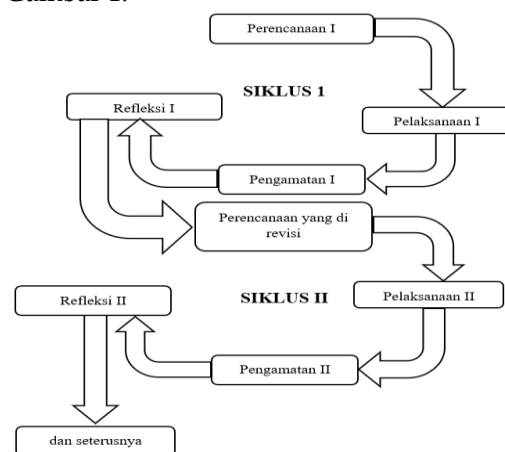 Gambar 1.
Perencanaan I
SIKLUS 1
Refleksi I
Pelaksanaan I
Pengamatan I
Perencanaan yang di
revisi
SIKLUS II
Refleksi II
Pelaksanaan II
Pengamatan II
dan seterusnya